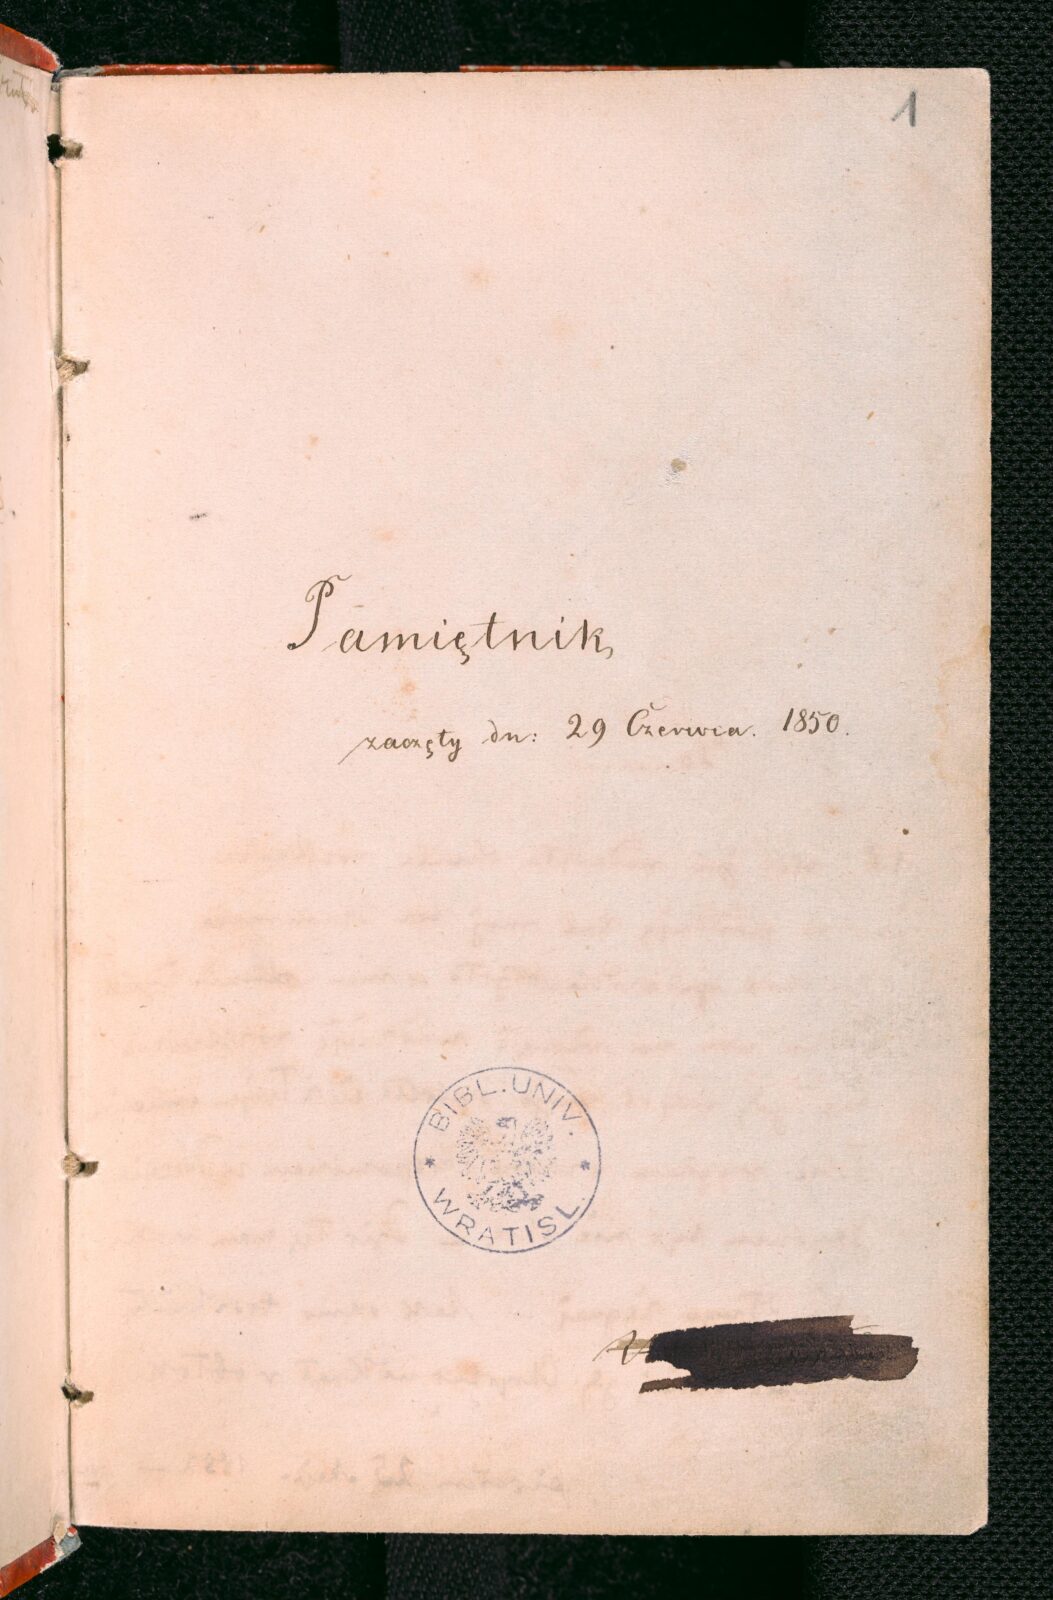 1
Pamiętnik,
zaczęty dn: 29 Czerwca. 1850.
BIBL. UNIV.
WRATISL.